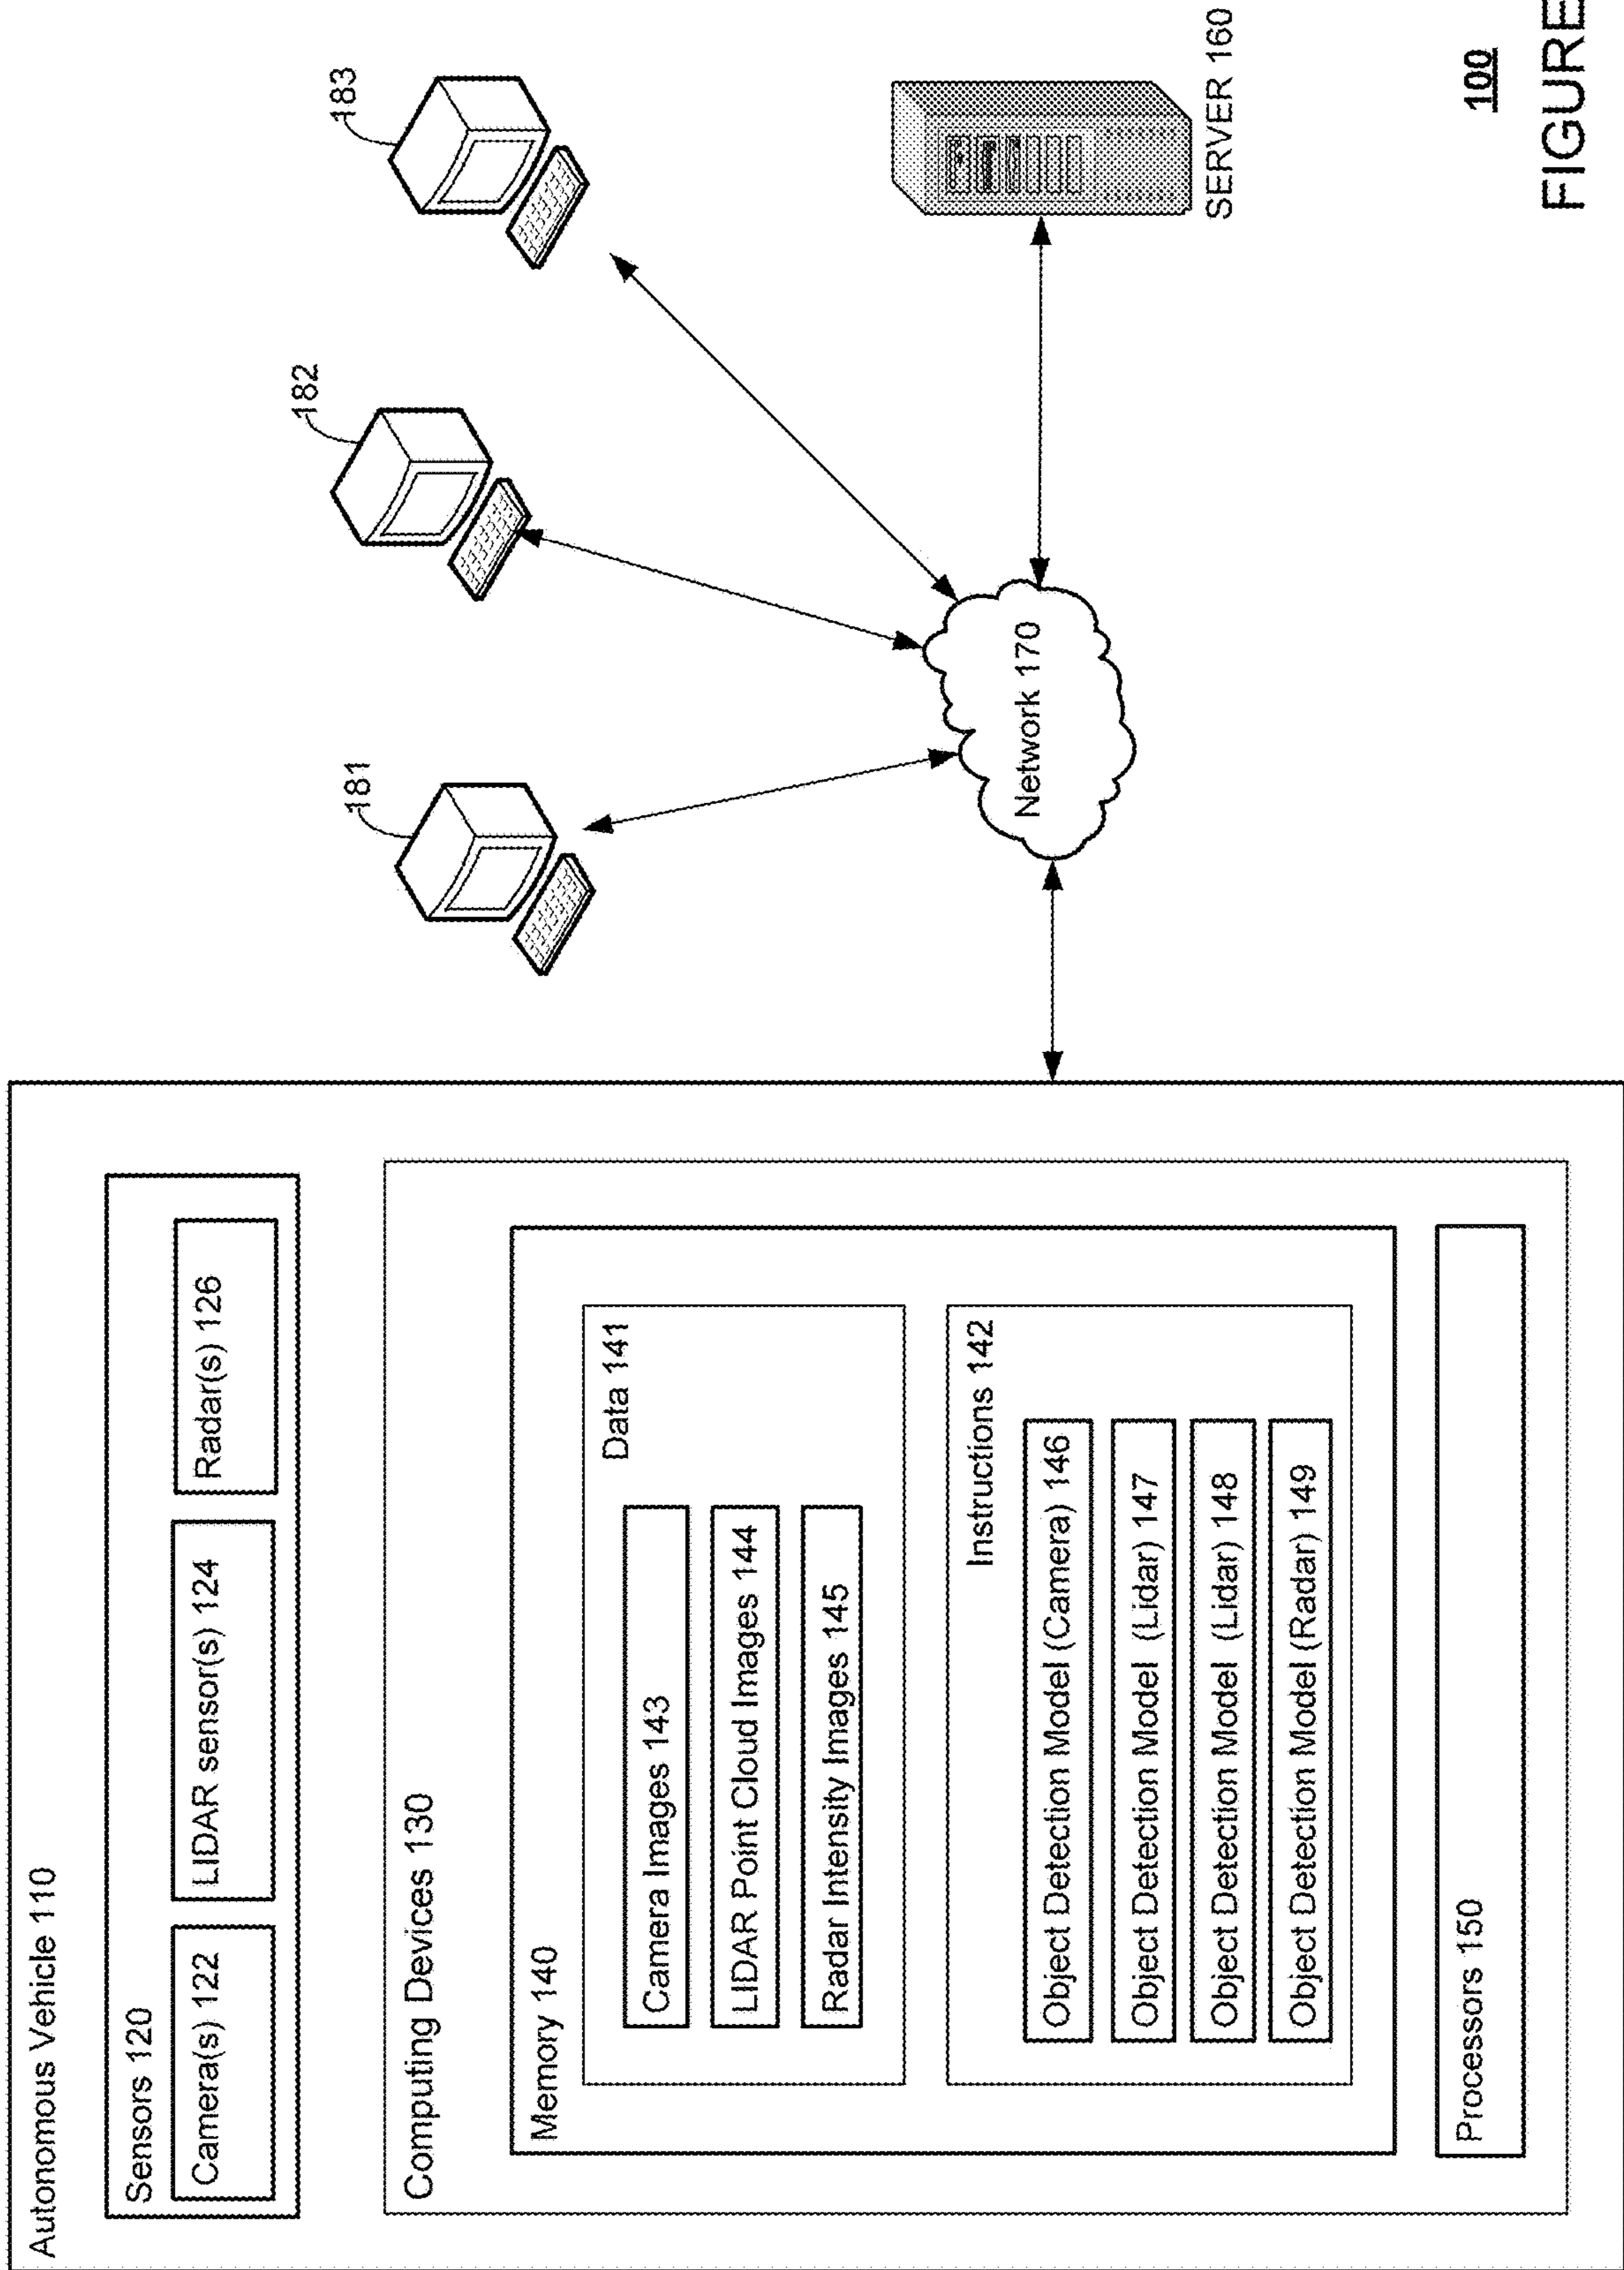 Autonomous Vehicle 110
Sensors 120
Camera(s) 122
LIDAR sensor(s) 124
Radar(s) 126
Computing Devices 130
Memory 140
Data 141
Camera Images 143
LIDAR Point Cloud Images 144
Radar Intensity Images 145
Instructions 142
Object Detection Model (Camera) 146
Object Detection Model (Lidar) 147
Object Detection Model (Lidar) 148
Object Detection Model (Radar) 149
Processors 150
181
182
183
Network 170
SERVER 160
100
FIGURE